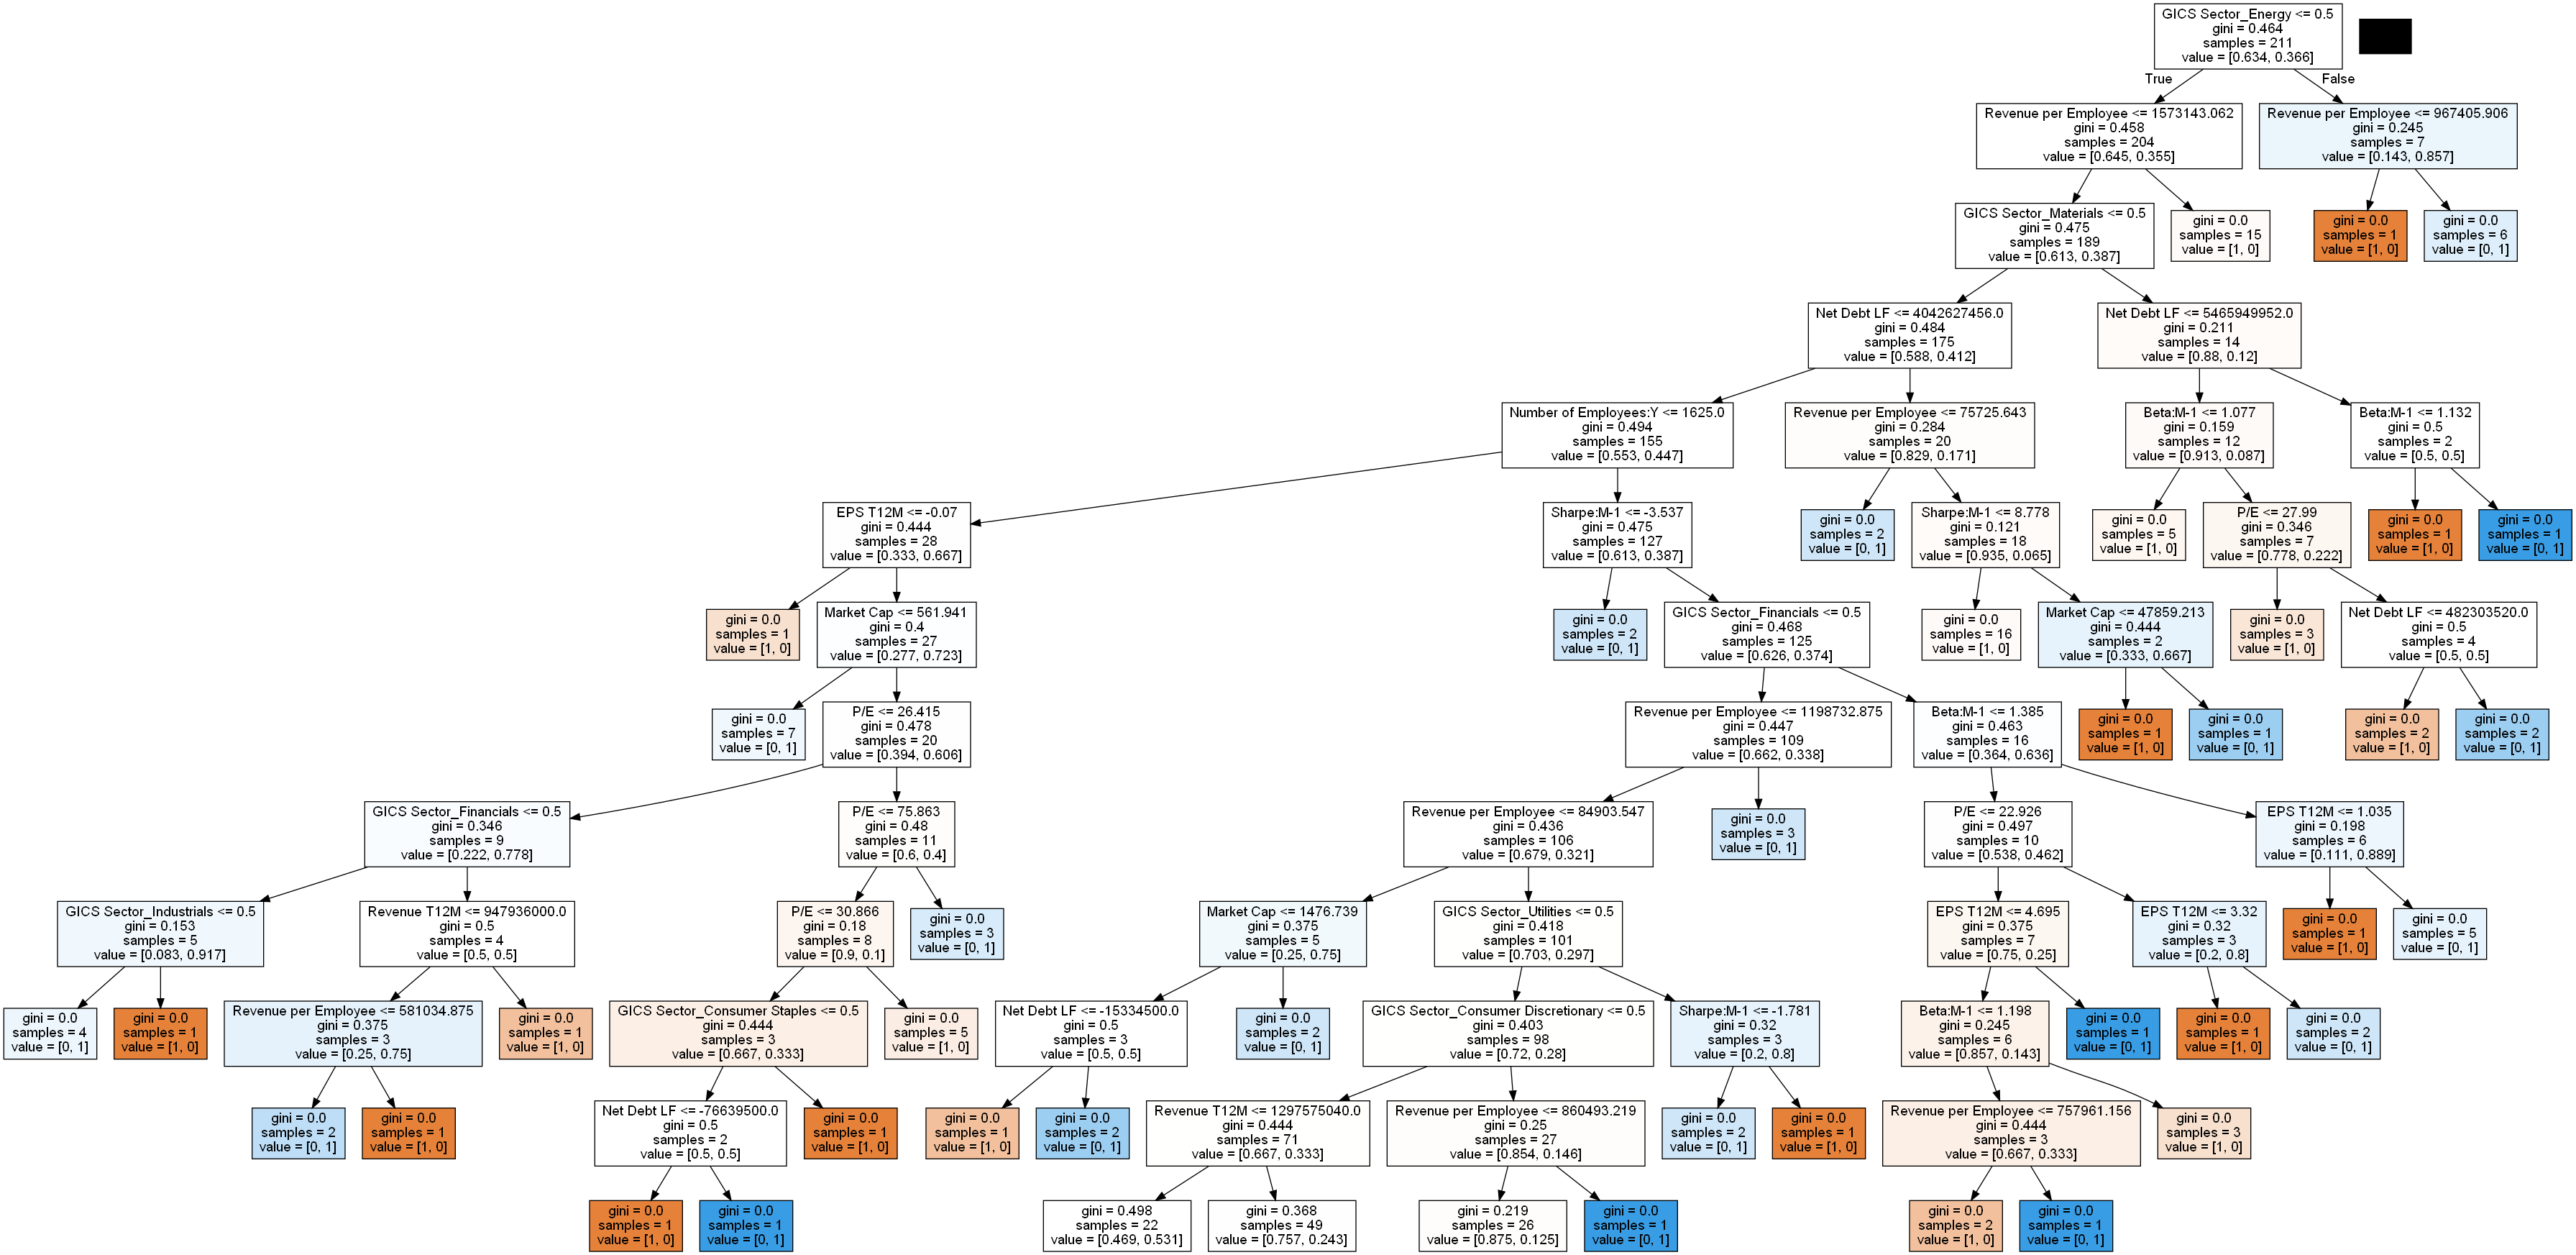 GICS Sector_Energy <= 0.5
gini = 0.464
samples = 211
value = [0.634, 0.366]
True
False
Revenue per Employee <= 1573143.062
gini = 0.458
samples = 204
value = [0.645, 0.355]
Revenue per Employee <= 967405.906
gini = 0.245
samples = 7
value = [0.143, 0.857]
GICS Sector_Materials <= 0.5
gini = 0.475
samples = 189
value = [0.613, 0.387]
gini = 0.0
samples = 15
value = [1, 0]
gini = 0.0
samples = 1
value = [1, 0]
gini = 0.0
samples = 6
value = [0, 1]
Net Debt LF <= 4042627456.0
gini = 0.484
samples = 175
value = [0.588, 0.412]
Net Debt LF <= 5465949952.0
gini = 0.211
samples = 14
value = [0.88, 0.12]
Number of Employees:Y <= 1625.0
gini = 0.494
samples = 155
value = [0.553, 0.447]
Revenue per Employee <= 75725.643
gini = 0.284
samples = 20
value = [0.829, 0.171]
Beta:M-1 <= 1.077
gini = 0.159
samples = 12
value = [0.913, 0.087]
Beta:M-1 <= 1.132
gini = 0.5
samples = 2
value = [0.5, 0.5]
EPS T12M <= -0.07
gini = 0.444
samples = 28
value = [0.333, 0.667]
Sharpe:M-1 <= -3.537
gini = 0.475
samples = 127
value = [0.613, 0.387]
gini = 0.0
samples = 2
value = [0, 1]
Sharpe:M-1 <= 8.778
gini = 0.121
samples = 18
value = [0.935, 0.065]
gini = 0.0
samples = 5
value = [1, 0]
P/E <= 27.99
gini = 0.346
samples = 7
value = [0.778, 0.222]
gini = 0.0
samples = 1
value = [1, 0]
gini = 0.0
samples = 1
value = [0, 1]
gini = 0.0
samples = 1
value = [1, 0]
Market Cap <= 561.941
gini = 0.4
samples = 27
value = [0.277, 0.723]
gini = 0.0
samples = 2
value = [0, 1]
GICS Sector_Financials <= 0.5
gini = 0.468
samples = 125
value = [0.626, 0.374]
gini = 0.0
samples = 16
value = [1, 0]
Market Cap <= 47859.213
gini = 0.444
samples = 2
value = [0.333, 0.667]
gini = 0.0
samples = 3
value = [1, 0]
Net Debt LF <= 482303520.0
gini = 0.5
samples = 4
value = [0.5, 0.5]
gini = 0.0
samples = 7
value = [0, 1]
P/E <= 26.415
gini = 0.478
samples = 20
value = [0.394, 0.606]
Revenue per Employee <= 1198732.875
gini = 0.447
samples = 109
value = [0.662, 0.338]
Beta:M-1 <= 1.385
gini = 0.463
samples = 16
value = [0.364, 0.636]
gini = 0.0
samples = 1
value = [1, 0]
gini = 0.0
samples = 1
value = [0, 1]
gini = 0.0
samples = 2
value = [1, 0]
gini = 0.0
samples = 2
value = [0, 1]
GICS Sector_Financials <= 0.5
gini = 0.346
samples = 9
value = [0.222, 0.778]
P/E <= 75.863
gini = 0.48
samples = 11
value = [0.6, 0.4]
Revenue per Employee <= 84903.547
gini = 0.436
samples = 106
value = [0.679, 0.321]
gini = 0.0
samples = 3
value = [0, 1]
P/E <= 22.926
gini = 0.497
samples = 10
value = [0.538, 0.462]
EPS T12M <= 1.035
gini = 0.198
samples = 6
value = [0.111, 0.889]
GICS Sector_Industrials <= 0.5
gini = 0.153
samples = 5
value = [0.083, 0.917]
Revenue T12M <= 947936000.0
gini = 0.5
samples = 4
value = [0.5, 0.5]
P/E <= 30.866
gini = 0.18
samples = 8
value = [0.9, 0.1]
gini = 0.0
samples = 3
value = [0, 1]
Market Cap <= 1476.739
gini = 0.375
samples = 5
value = [0.25, 0.75]
GICS Sector_Utilities <= 0.5
gini = 0.418
samples = 101
value = [0.703, 0.297]
EPS T12M <= 4.695
gini = 0.375
samples = 7
value = [0.75, 0.25]
EPS T12M <= 3.32
gini = 0.32
samples = 3
value = [0.2, 0.8]
gini = 0.0
samples = 1
value = [1, 0]
gini = 0.0
samples = 5
value = [0, 1]
gini = 0.0
samples = 4
value = [0, 1]
gini = 0.0
samples = 1
value = [1, 0]
Revenue per Employee <= 581034.875
gini = 0.375
samples = 3
value = [0.25, 0.75]
gini = 0.0
samples = 1
value = [1, 0]
GICS Sector_Consumer Staples <= 0.5
gini = 0.444
samples = 3
value = [0.667, 0.333]
gini = 0.0
samples = 5
value = [1, 0]
Net Debt LF <= -15334500.0
gini = 0.5
samples = 3
value = [0.5, 0.5]
gini = 0.0
samples = 2
value = [0, 1]
GICS Sector_Consumer Discretionary <= 0.5
gini = 0.403
samples = 98
value = [0.72, 0.28]
Sharpe:M-1 <= -1.781
gini = 0.32
samples = 3
value = [0.2, 0.8]
Beta:M-1 <= 1.198
gini = 0.245
samples = 6
value = [0.857, 0.143]
gini = 0.0
samples = 1
value = [0, 1]
gini = 0.0
samples = 1
value = [1, 0]
gini = 0.0
samples = 2
value = [0, 1]
gini = 0.0
samples = 2
value = [0, 1]
gini = 0.0
samples = 1
value = [1, 0]
Net Debt LF <= -76639500.0
gini = 0.5
samples = 2
value = [0.5, 0.5]
gini = 0.0
samples = 1
value = [1, 0]
gini = 0.0
samples = 1
value = [1, 0]
gini = 0.0
samples = 2
value = [0, 1]
Revenue T12M <= 1297575040.0
gini = 0.444
samples = 71
value = [0.667, 0.333]
Revenue per Employee <= 860493.219
gini = 0.25
samples = 27
value = [0.854, 0.146]
gini = 0.0
samples = 2
value = [0, 1]
gini = 0.0
samples = 1
value = [1, 0]
Revenue per Employee <= 757961.156
gini = 0.444
samples = 3
value = [0.667, 0.333]
gini = 0.0
samples = 3
value = [1, 0]
gini = 0.0
samples = 1
value = [1, 0]
gini = 0.0
samples = 1
value = [0, 1]
gini = 0.498
samples = 22
value = [0.469, 0.531]
gini = 0.368
samples = 49
value = [0.757, 0.243]
gini = 0.219
samples = 26
value = [0.875, 0.125]
gini = 0.0
samples = 1
value = [0, 1]
gini = 0.0
samples = 2
value = [1, 0]
gini = 0.0
samples = 1
value = [0, 1]